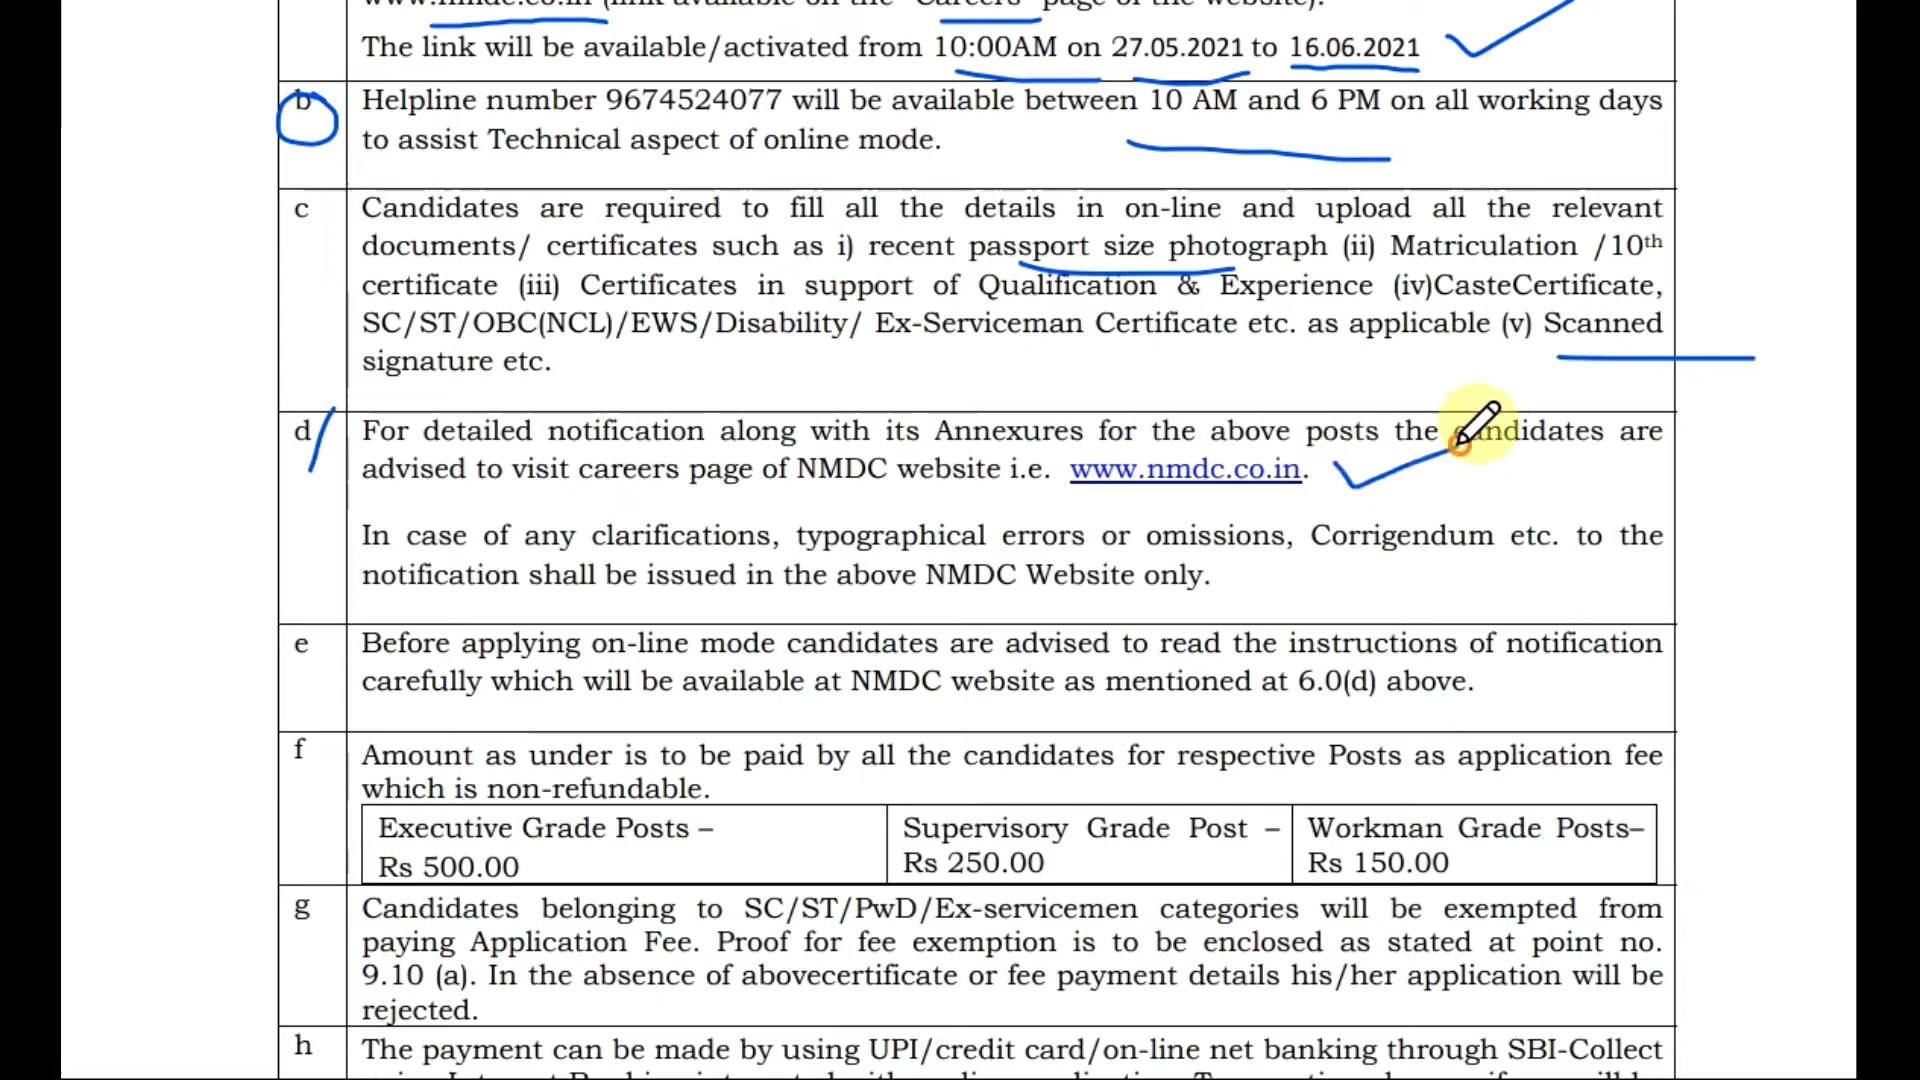 www.nmdc.co.in (link available on the "Careers" page of the website).
The link will be available/activated from 10:00AM on 27.05.2021 to 16.06.2021
b
Helpline number 9674524077 will be available between 10 AM and 6 PM on all working days
to assist Technical aspect of online mode.
c
Candidates are required to fill all the details in on-line and upload all the relevant
documents/ certificates such as i) recent passport size photograph (ii) Matriculation /10th
certificate (iii) Certificates in support of Qualification & Experience (iv)CasteCertificate,
SC/ST/OBC(NCL)/EWS/Disability/ Ex-Serviceman Certificate etc. as applicable (v) Scanned
signature etc.
d
For detailed notification along with its Annexures for the above posts the candidates are
advised to visit careers page of NMDC website i.e. www.nmdc.co.in.
In case of any clarifications, typographical errors or omissions, Corrigendum etc. to the
notification shall be issued in the above NMDC Website only.
e
Before applying on-line mode candidates are advised to read the instructions of notification
carefully which will be available at NMDC website as mentioned at 6.0(d) above.
f
Amount as under is to be paid by all the candidates for respective Posts as application fee
which is non-refundable.
Executive Grade Posts –
Rs 500.00
Supervisory Grade Post –
Rs 250.00
Workman Grade Posts–
Rs 150.00
g
Candidates belonging to SC/ST/PwD/Ex-servicemen categories will be exempted from
paying Application Fee. Proof for fee exemption is to be enclosed as stated at point no.
9.10 (a). In the absence of abovecertificate or fee payment details his/her application will be
rejected.
h
The payment can be made by using UPI/credit card/on-line net banking through SBI-Collect